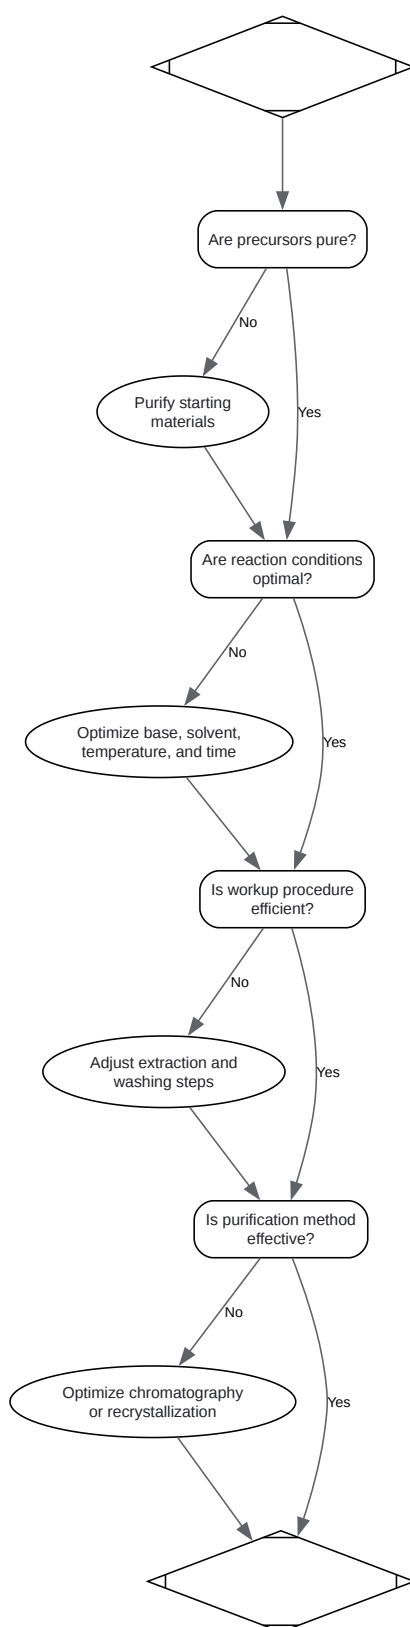 Are precursors pure?
No
Purify starting
materials
Yes
Are reaction conditions
optimal?
No
Optimize base, solvent,
temperature, and time
Yes
Is workup procedure
efficient?
No
Adjust extraction and
washing steps
Yes
Is purification method
effective?
No
Optimize chromatography
or recrystallization
Yes